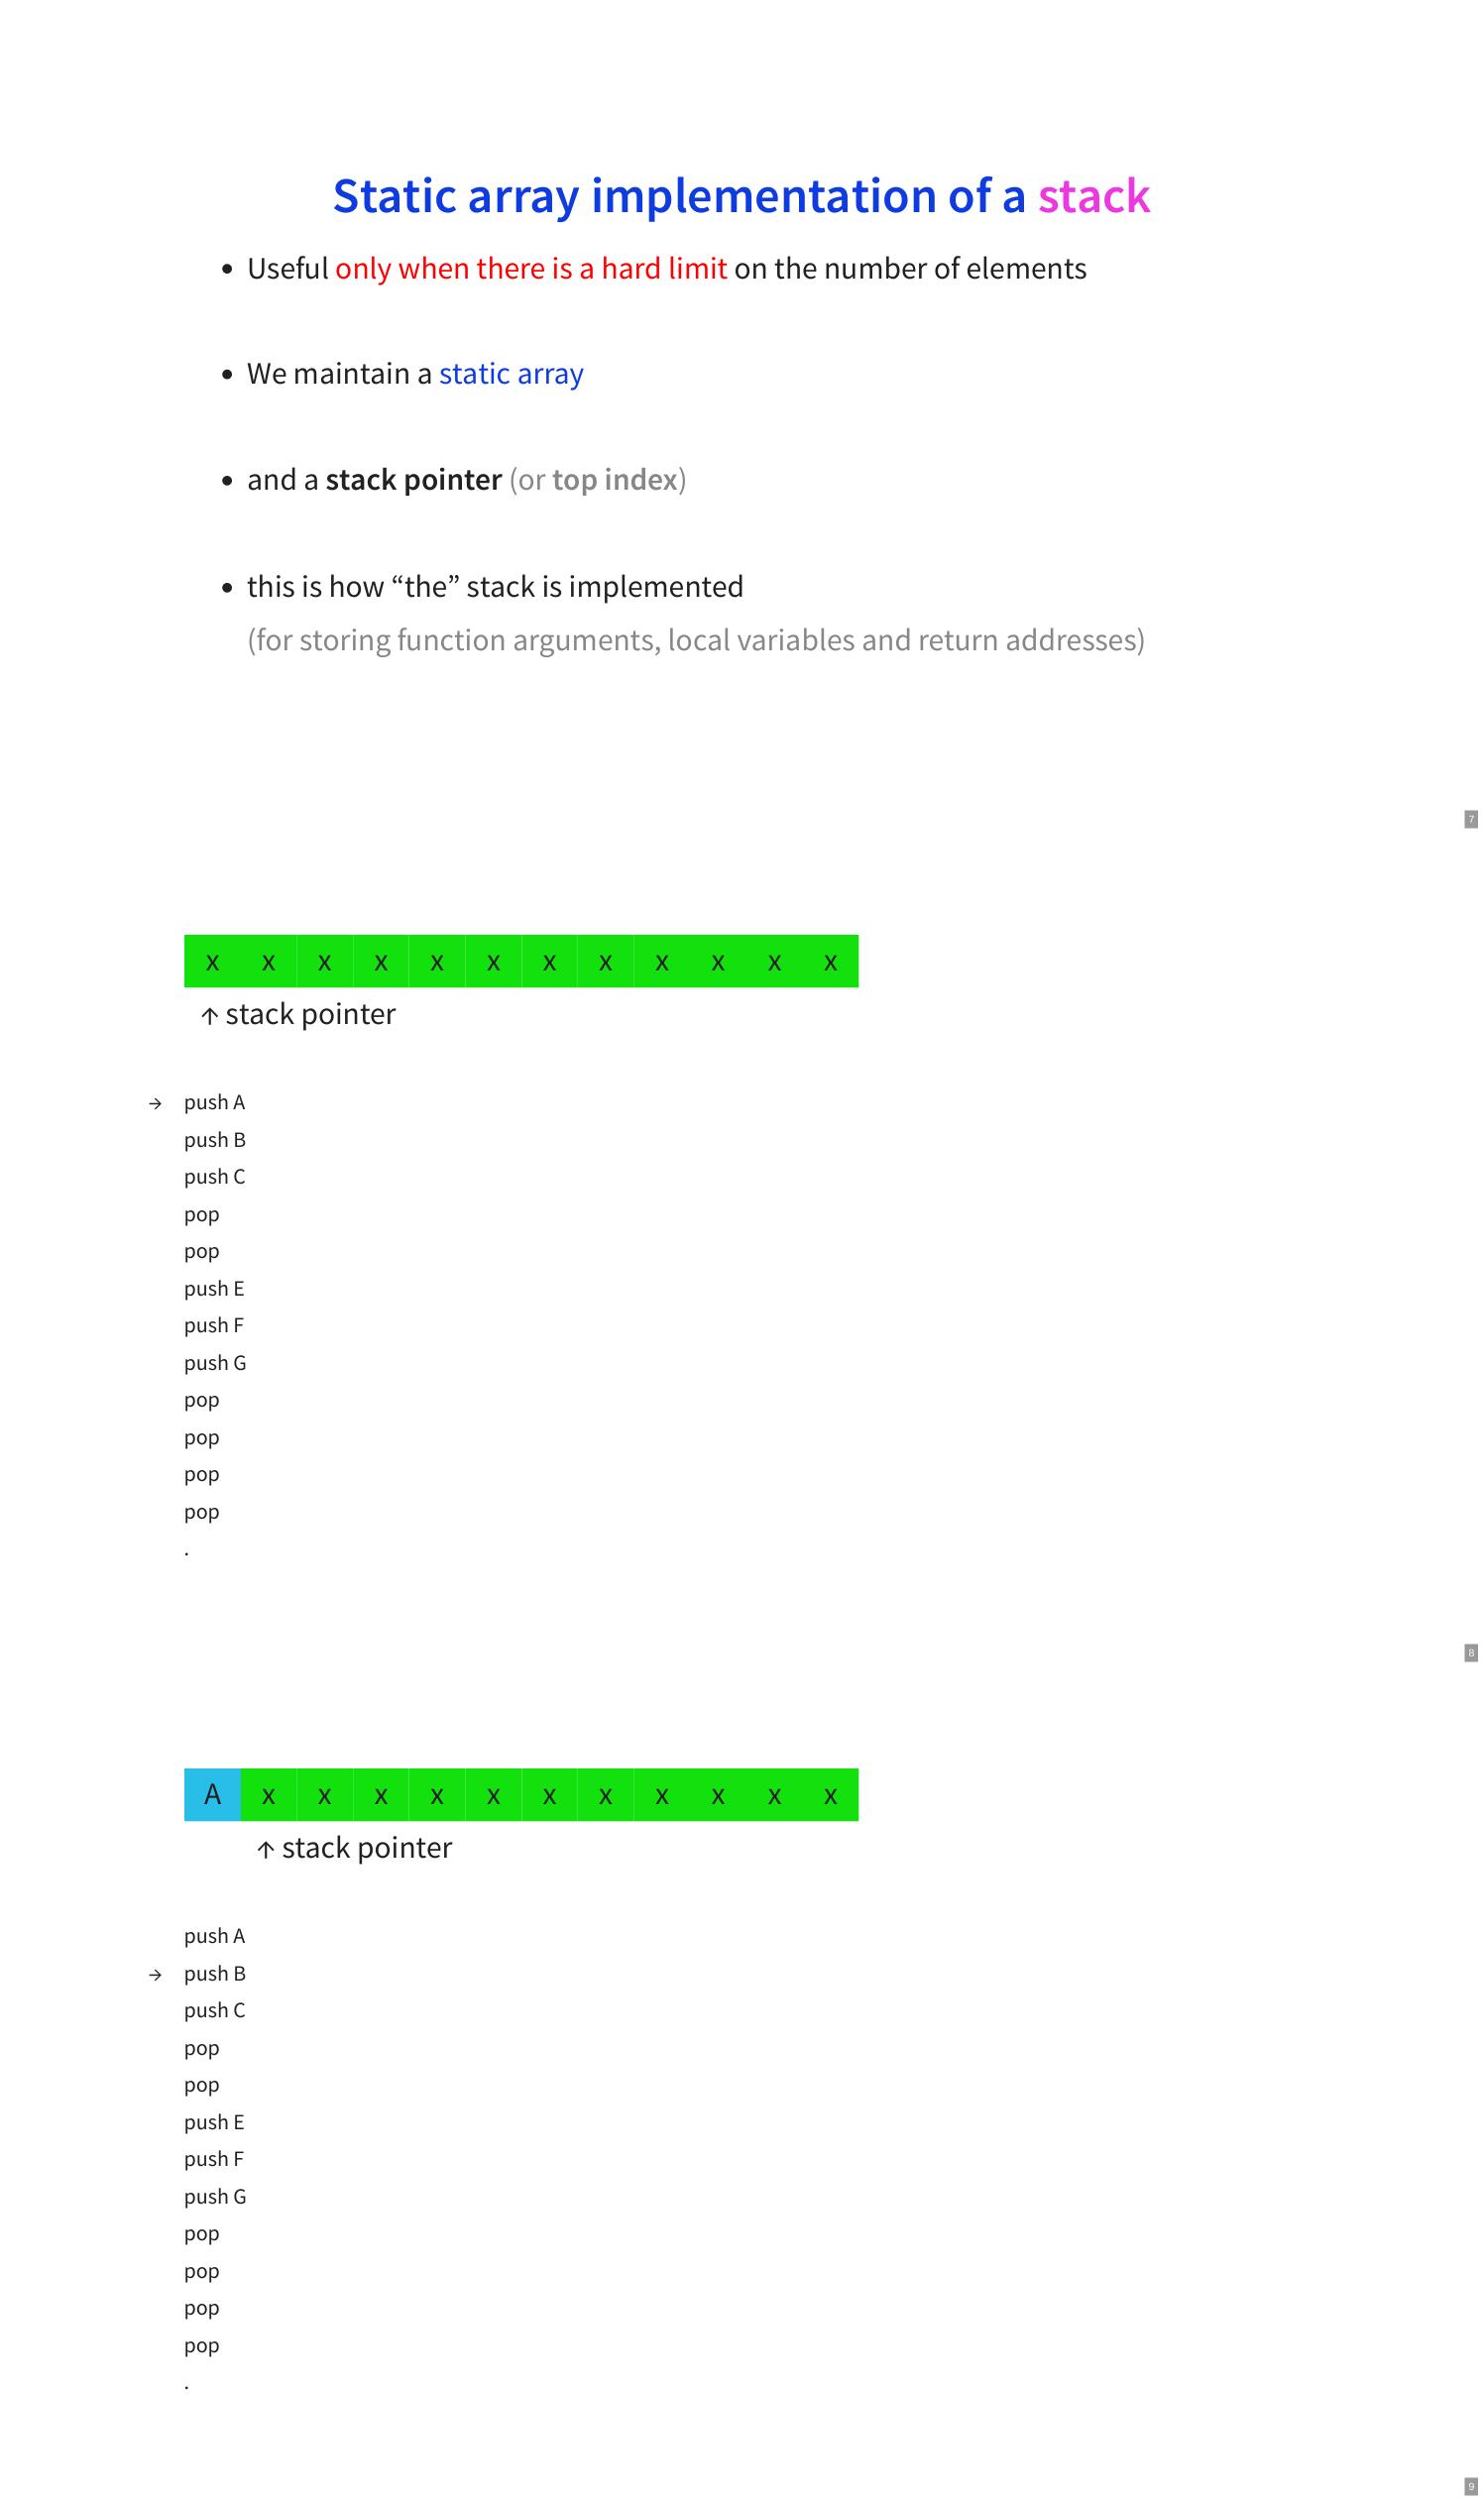 Static array implementation of a stack
• Useful only when there is a hard limit on the number of elements
• We maintain a static array
• and a stack pointer (or top index)
• this is how “the” stack is implemented
(for storing function arguments, local variables and return addresses)
7
x x x x x x x x x x x x
↑ stack pointer
→ push A
push B
push C
pop
pop
push E
push F
push G
pop
pop
pop
pop
.
8
A x x x x x x x x x x x
↑ stack pointer
push A
→ push B
push C
pop
pop
push E
push F
push G
pop
pop
pop
pop
.
9